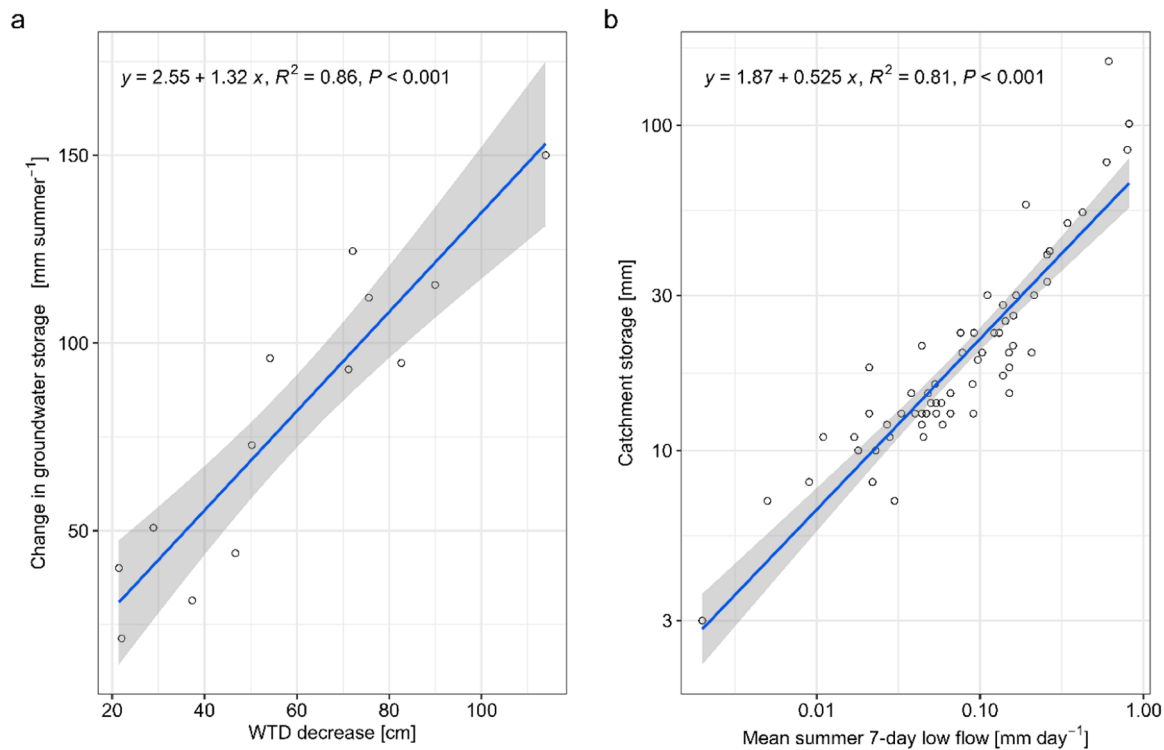 a
y = 2.55 + 1.32 x, R² = 0.86, P < 0.001
Change in groundwater storage [mm summer⁻¹]
150
100
50
20
40
60
80
100
WTD decrease [cm]
b
y = 1.87 + 0.525 x, R² = 0.81, P < 0.001
Catchment storage [mm]
100
30
10
3
0.01
0.10
1.00
Mean summer 7-day low flow [mm day⁻¹]